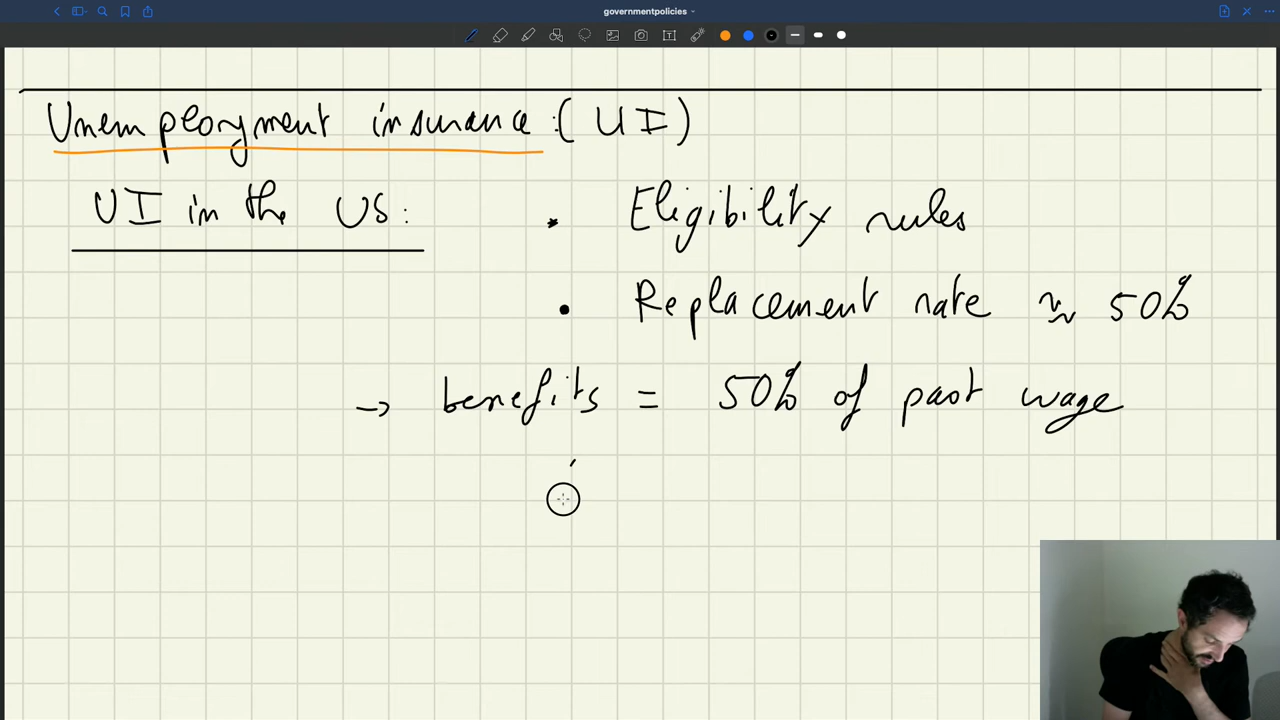 governmentpolicies
Unemployment insurance: (UI)
UI in the US:
• Eligibility rules
• Replacement rate ≈ 50%
→ benefits = 50% of past wage